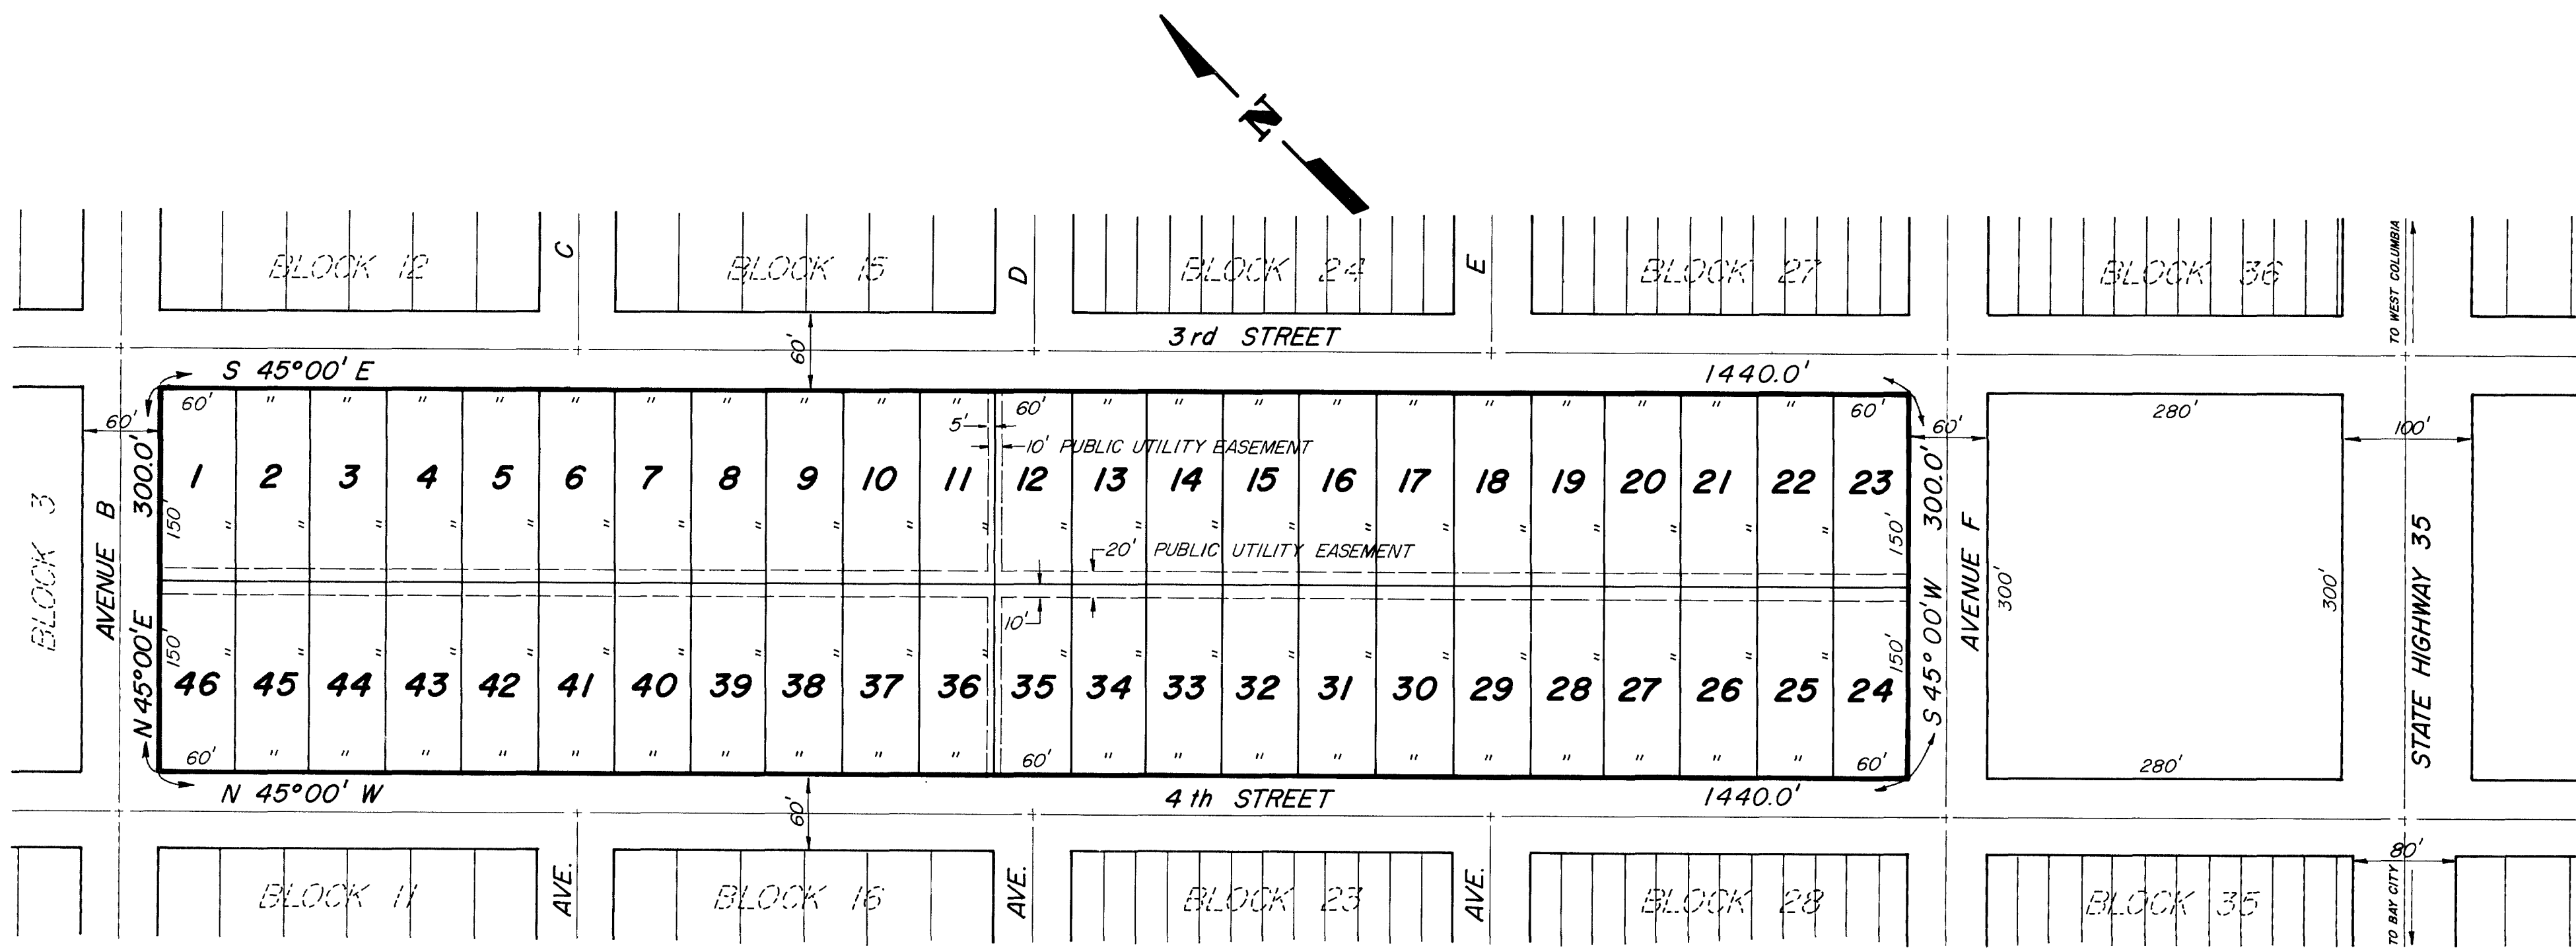 N
BLOCK 12
C
BLOCK 15
D
BLOCK 24
E
BLOCK 27
BLOCK 36
TO WEST COLUMBIA
3rd STREET
60'
S 45°00' E
1440.0'
60' " " " " " " " " " " 60' " " " " " " " " " " 60'
280'
60'
5'
60'
100'
10' PUBLIC UTILITY EASEMENT
300.0'
300.0'
1 2 3 4 5 6 7 8 9 10 11 12 13 14 15 16 17 18 19 20 21 22 23
150' " " " " " " " " " " " " " " " " " " " " " " 150'
20' PUBLIC UTILITY EASEMENT
BLOCK 3
AVENUE B
AVENUE F
300'
300'
STATE HIGHWAY 35
10'
N 45°00' E
S 45°00' W
150' " " " " " " " " " " " " " " " " " " " " " " 150'
46 45 44 43 42 41 40 39 38 37 36 35 34 33 32 31 30 29 28 27 26 25 24
60' " " " " " " " " " " 60' " " " " " " " " " " 60'
280'
N 45°00' W
4th STREET
1440.0'
60'
80'
BLOCK 11
AVE.
BLOCK 16
AVE.
BLOCK 23
AVE.
BLOCK 28
BLOCK 35
TO BAY CITY